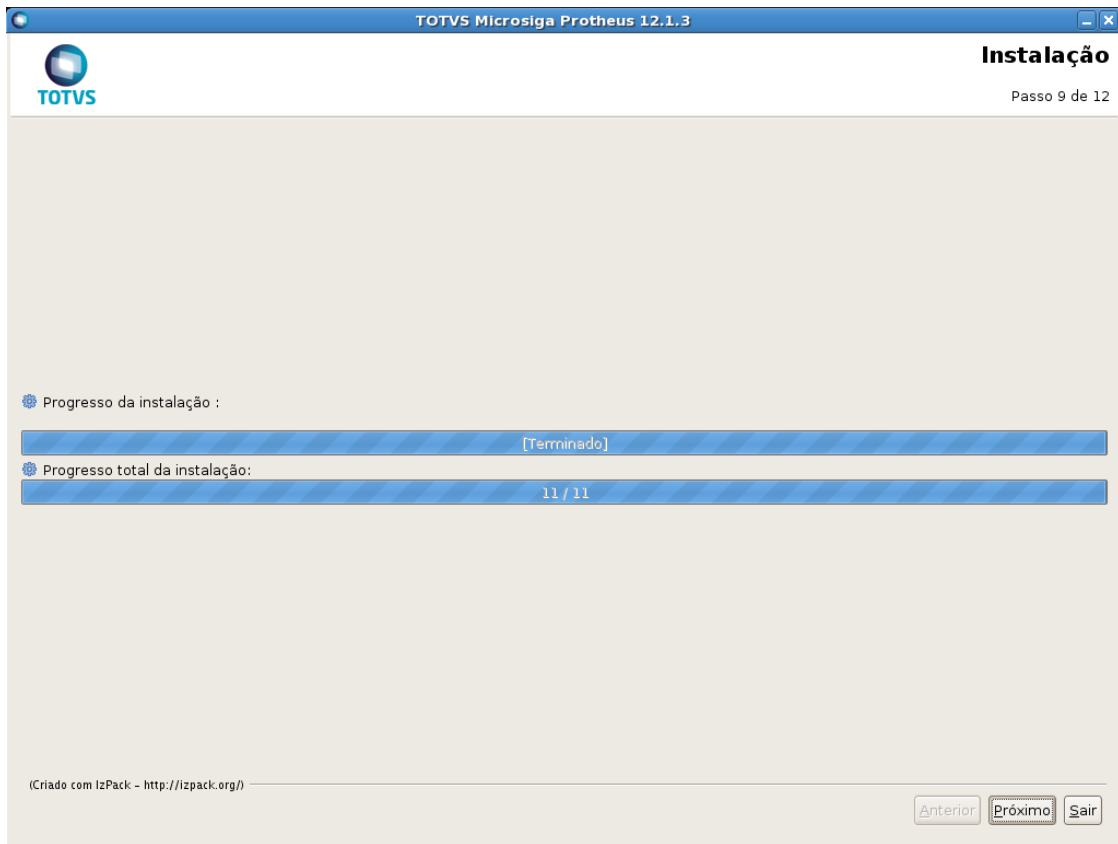 TOTVS Microsiga Protheus 12.1.3
TOTVS
Instalação
Passo 9 de 12
Progresso da instalação :
[Terminado]
Progresso total da instalação:
11 / 11
(Criado com IzPack – http://izpack.org/)
Anterior Próximo Sair